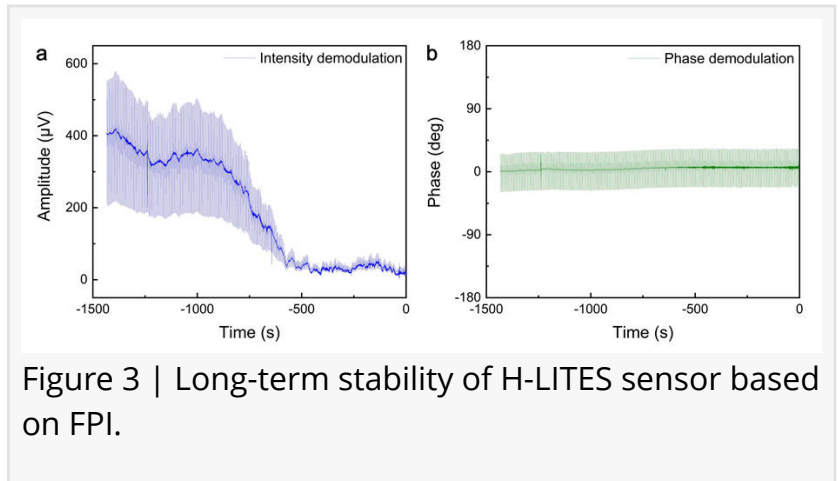 a
Intensity demodulation
600
400
200
0
Amplitude (μV)
-1500
-1000
-500
0
Time (s)
b
Phase demodulation
180
90
0
-90
-180
Phase (deg)
-1500
-1000
-500
0
Time (s)
Figure 3 | Long-term stability of H-LITES sensor based
on FPI.